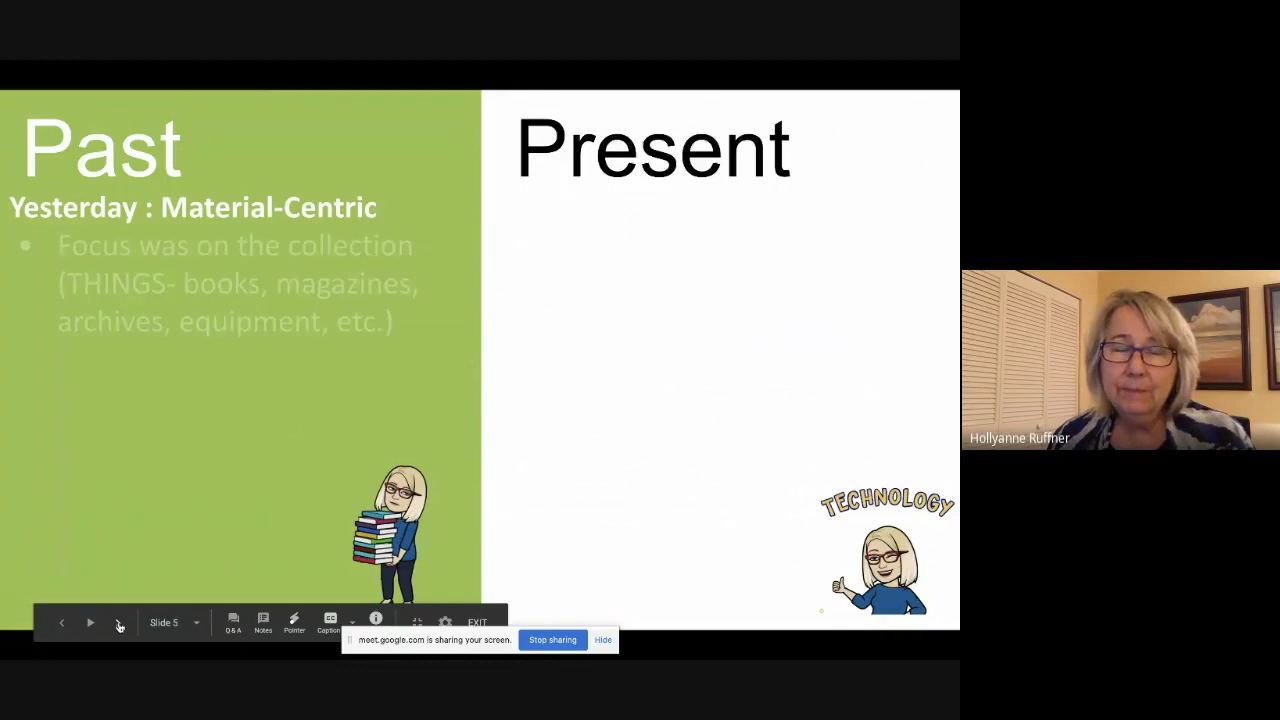 Past
Present
Yesterday : Material-Centric
• Focus was on the collection
(THINGS- books, magazines,
archives, equipment, etc.)
TECHNOLOGY
Hollyanne Ruffner
Slide 5
Q & A
Notes
Pointer
Caption
EXIT
meet.google.com is sharing your screen.
Stop sharing
Hide